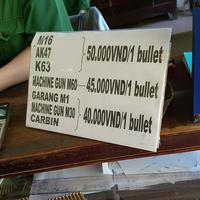 M16
AK47 50.000VND/1 bullet
K63
MACHINE GUN M60 45.000VND/1 bullet
GARANG M1
MACHINE GUN M30 40.000VND/1 bullet
CARBIN